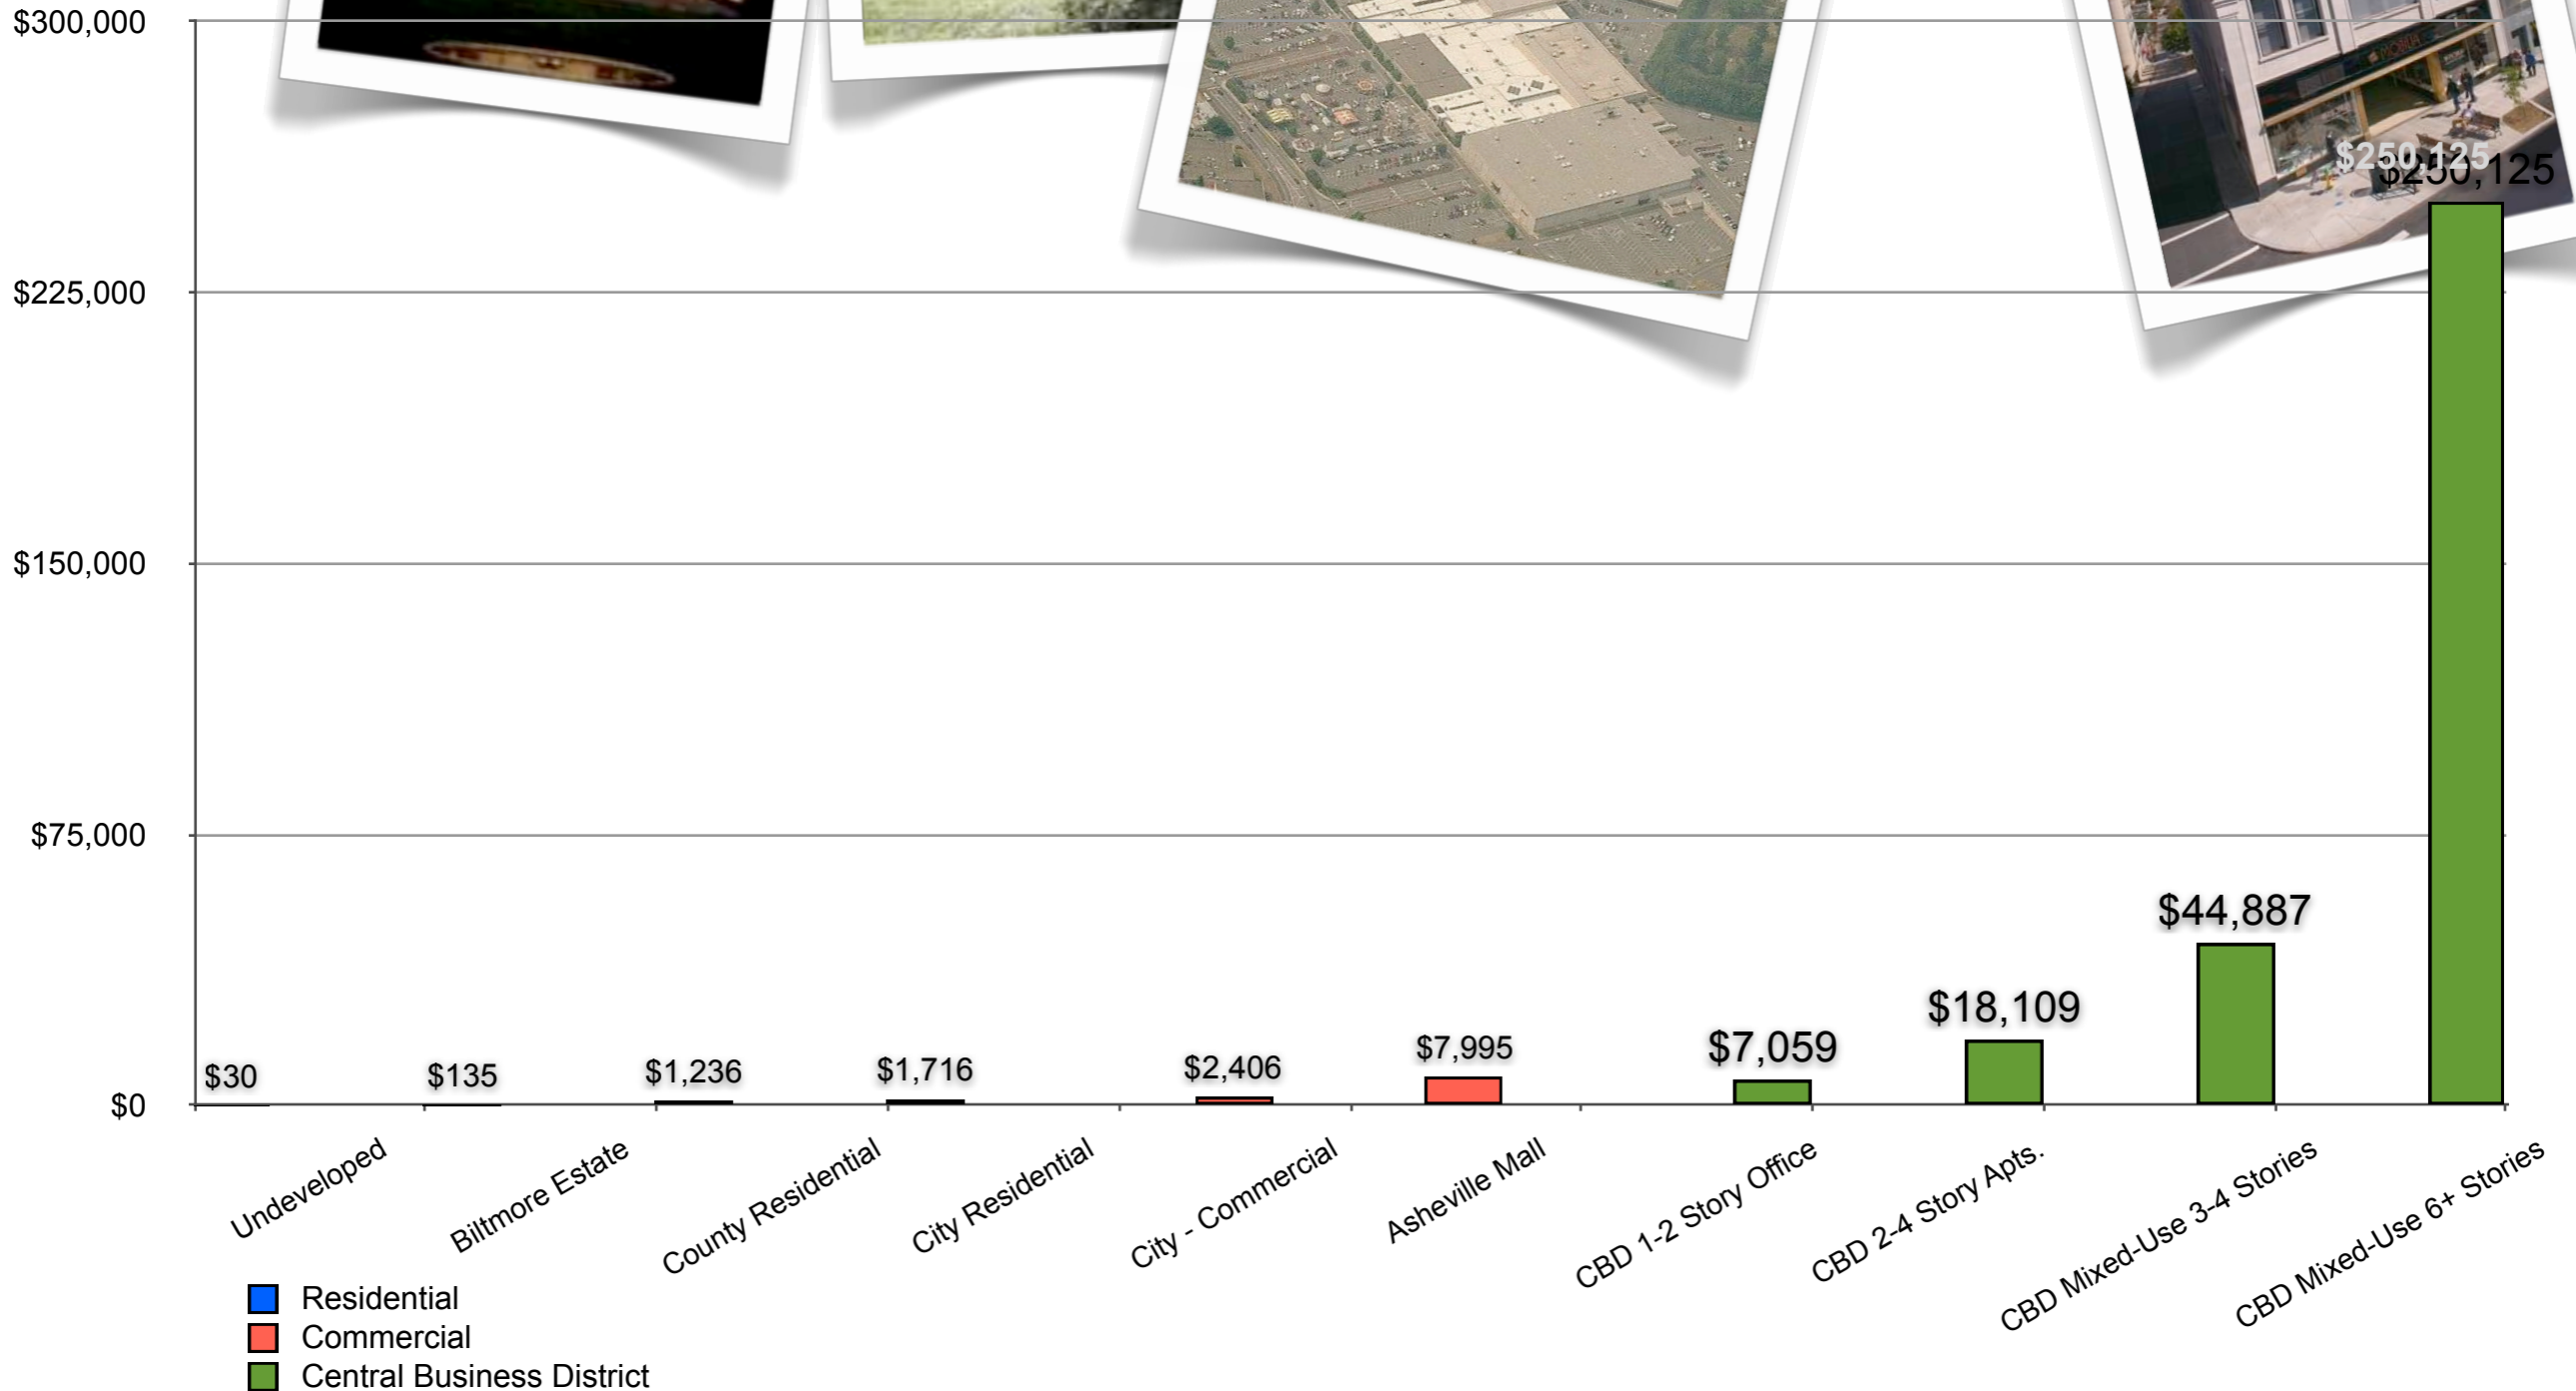 $300,000
$225,000
$150,000
$75,000
$0
MOBILIA
$250,125
$250,125
$44,887
$18,109
$7,059
$7,995
$2,406
$1,716
$1,236
$135
$30
Undeveloped
Biltmore Estate
County Residential
City Residential
City - Commercial
Asheville Mall
CBD 1-2 Story Office
CBD 2-4 Story Apts.
CBD Mixed-Use 3-4 Stories
CBD Mixed-Use 6+ Stories
Residential
Commercial
Central Business District